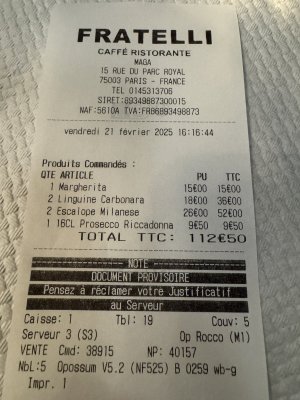 FRATELLI
CAFFÉ RISTORANTE
MAGA
15 RUE DU PARC ROYAL
75003 PARIS - FRANCE
TEL 0145313706
SIRET:89349887300015
NAF:5610A TVA:FR86893498873
vendredi 21 février 2025 16:16:44
Produits Commandés :
QTE ARTICLE PU TTC
1 Margherita 15€00 15€00
2 Linguine Carbonara 18€00 36€00
2 Escalope Milanese 26€00 52€00
1 16CL Prosecco Riccadonna 9€50 9€50
TOTAL TTC: 112€50
NOTE
DOCUMENT PROVISOIRE
Pensez à réclamer votre Justificatif
au Serveur
Caisse: 1 Tbl: 19 Couv: 5
Serveur 3 (S3) Op Rocco (M1)
VENTE Cmd: 38915 NP: 40157
NbL:5 Opossum V5.2 (NF525) B 0259 wb-g
Impr. 1